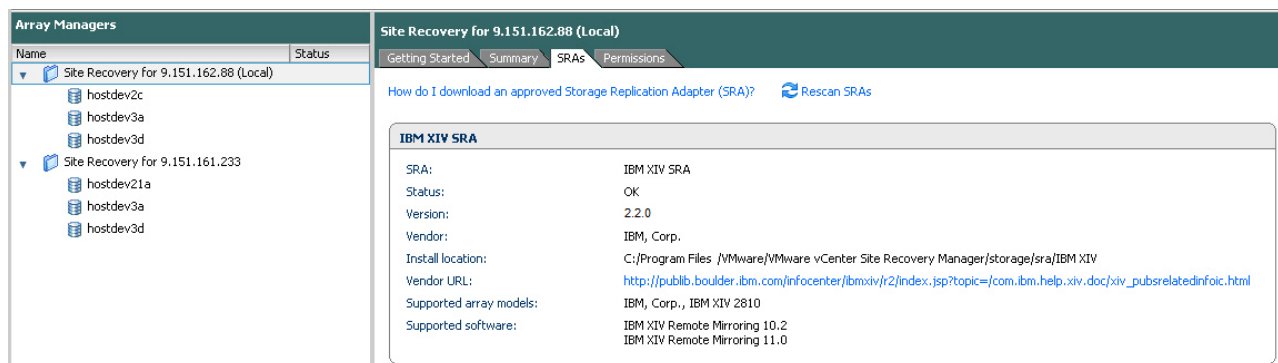 Array Managers
Name Status
Site Recovery for 9.151.162.88 (Local)
hostdev2c
hostdev3a
hostdev3d
Site Recovery for 9.151.161.233
hostdev21a
hostdev3a
hostdev3d
Site Recovery for 9.151.162.88 (Local)
Getting Started Summary SRAs Permissions
How do I download an approved Storage Replication Adapter (SRA)? Rescan SRAs
IBM XIV SRA
SRA: IBM XIV SRA
Status: OK
Version: 2.2.0
Vendor: IBM, Corp.
Install location: C:/Program Files /VMware/VMware vCenter Site Recovery Manager/storage/sra/IBM XIV
Vendor URL: http://publib.boulder.ibm.com/infocenter/ibmxiv/r2/index.jsp?topic=/com.ibm.help.xiv.doc/xiv_pubsrelatedinfoic.html
Supported array models: IBM, Corp., IBM XIV 2810
Supported software: IBM XIV Remote Mirroring 10.2
IBM XIV Remote Mirroring 11.0